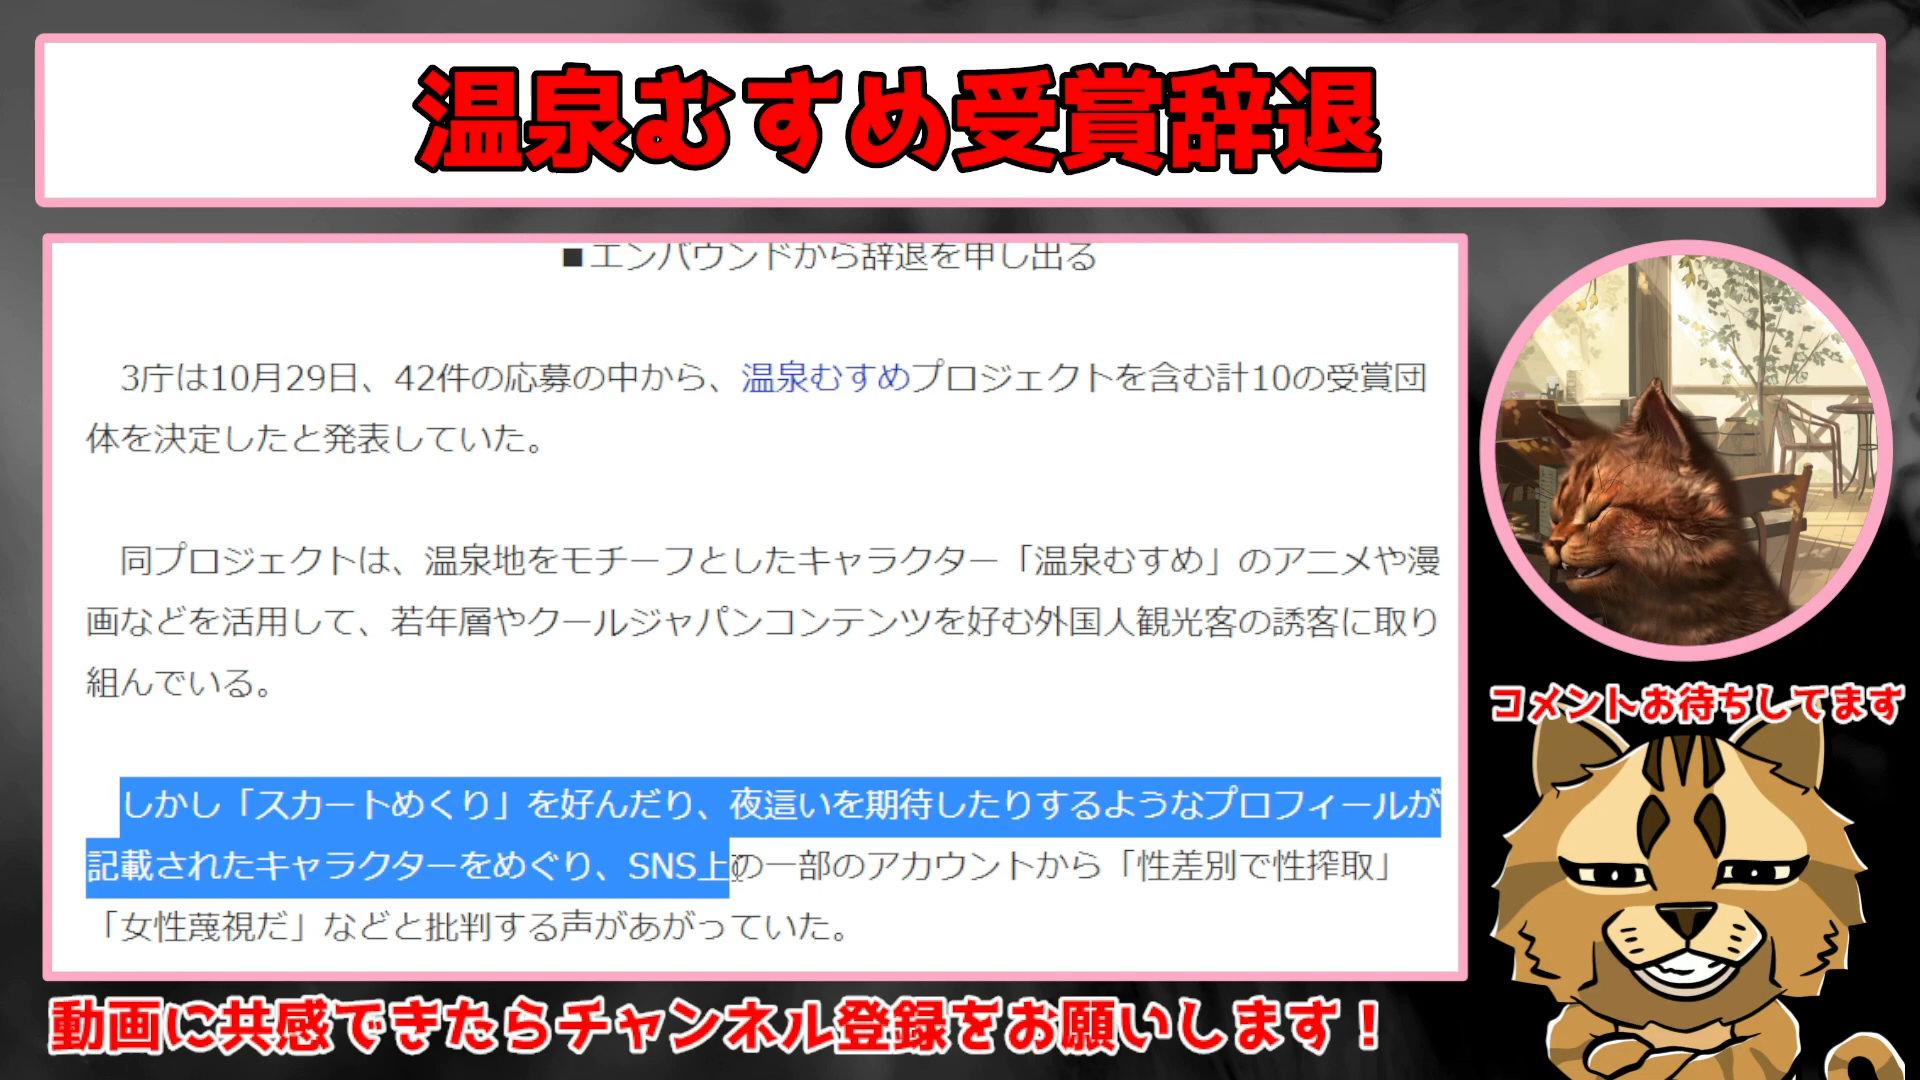 温泉むすめ受賞辞退
■エンバウンドから辞退を申し出る
3庁は10月29日、42件の応募の中から、温泉むすめプロジェクトを含む計10の受賞団
体を決定したと発表していた。
同プロジェクトは、温泉地をモチーフとしたキャラクター「温泉むすめ」のアニメや漫
画などを活用して、若年層やクールジャパンコンテンツを好む外国人観光客の誘客に取り
組んでいる。
しかし「スカートめくり」を好んだり、夜這いを期待したりするようなプロフィールが
記載されたキャラクターをめぐり、SNS上の一部のアカウントから「性差別で性搾取」
「女性蔑視だ」などと批判する声があがっていた。
コメントお待ちしてます
動画に共感できたらチャンネル登録をお願いします！